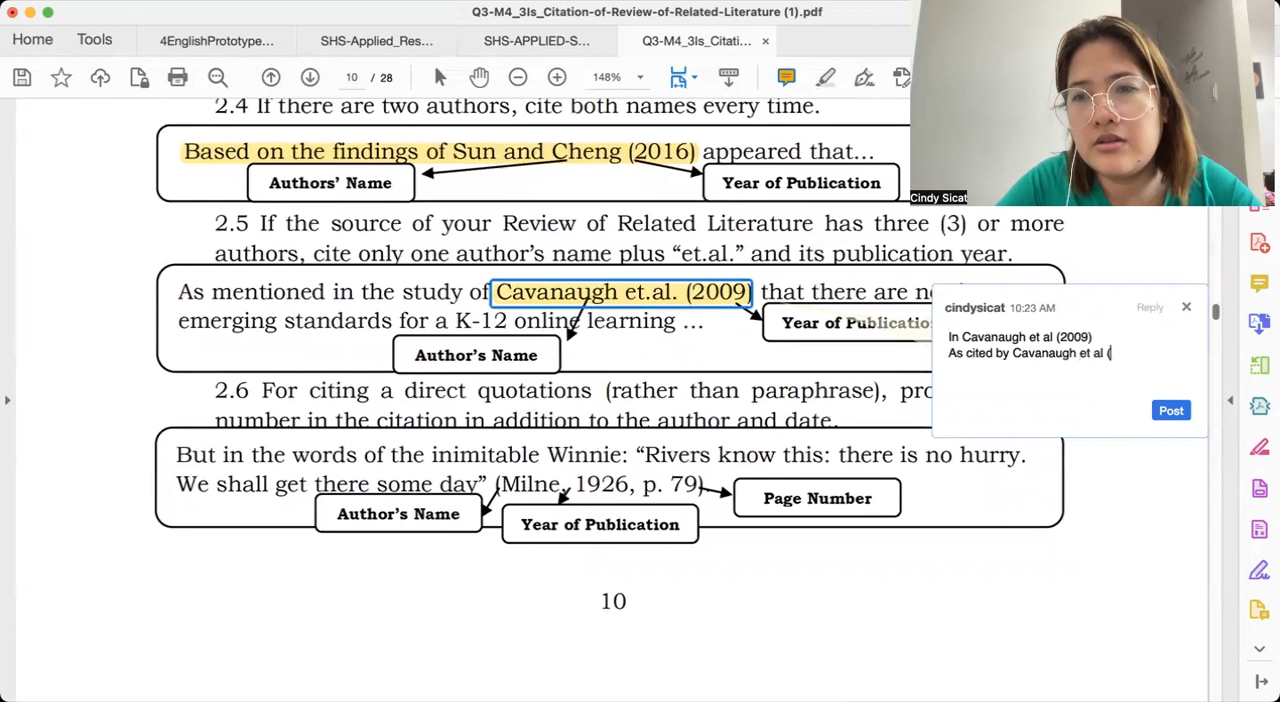 Q3-M4_3Is_Citation-of-Review-of-Related-Literature (1).pdf
Home Tools 4EnglishPrototype... SHS-Applied_Res... SHS-APPLIED-S... Q3-M4_3Is_Citati... ×
10 / 28 148%
2.4 If there are two authors, cite both names every time.
Based on the findings of Sun and Cheng (2016) appeared that...
Authors' Name Year of Publication
Cindy Sicat
2.5 If the source of your Review of Related Literature has three (3) or more
authors, cite only one author's name plus "et.al." and its publication year.
As mentioned in the study of Cavanaugh et.al. (2009) that there are
emerging standards for a K-12 online learning ...
Year of Publicatio
Author's Name
cindysicat 10:23 AM Reply
In Cavanaugh et al (2009)
As cited by Cavanaugh et al (
Post
2.6 For citing a direct quotations (rather than paraphrase),
number in the citation in addition to the author and date.
But in the words of the inimitable Winnie: "Rivers know this: there is no hurry.
We shall get there some day" (Milne, 1926, p. 79)
Page Number
Author's Name
Year of Publication
10